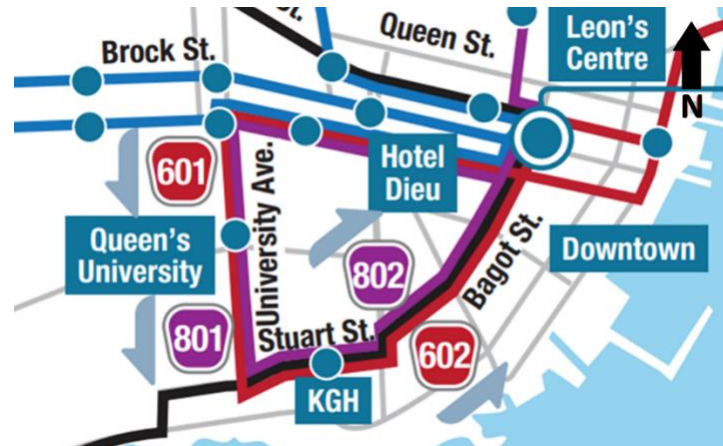 St.
Queen St.
Leon's
Centre
N
Brock St.
601
Hotel
Dieu
University Ave.
Queen's
University
Downtown
802
Bagot St.
801
Stuart St.
602
KGH